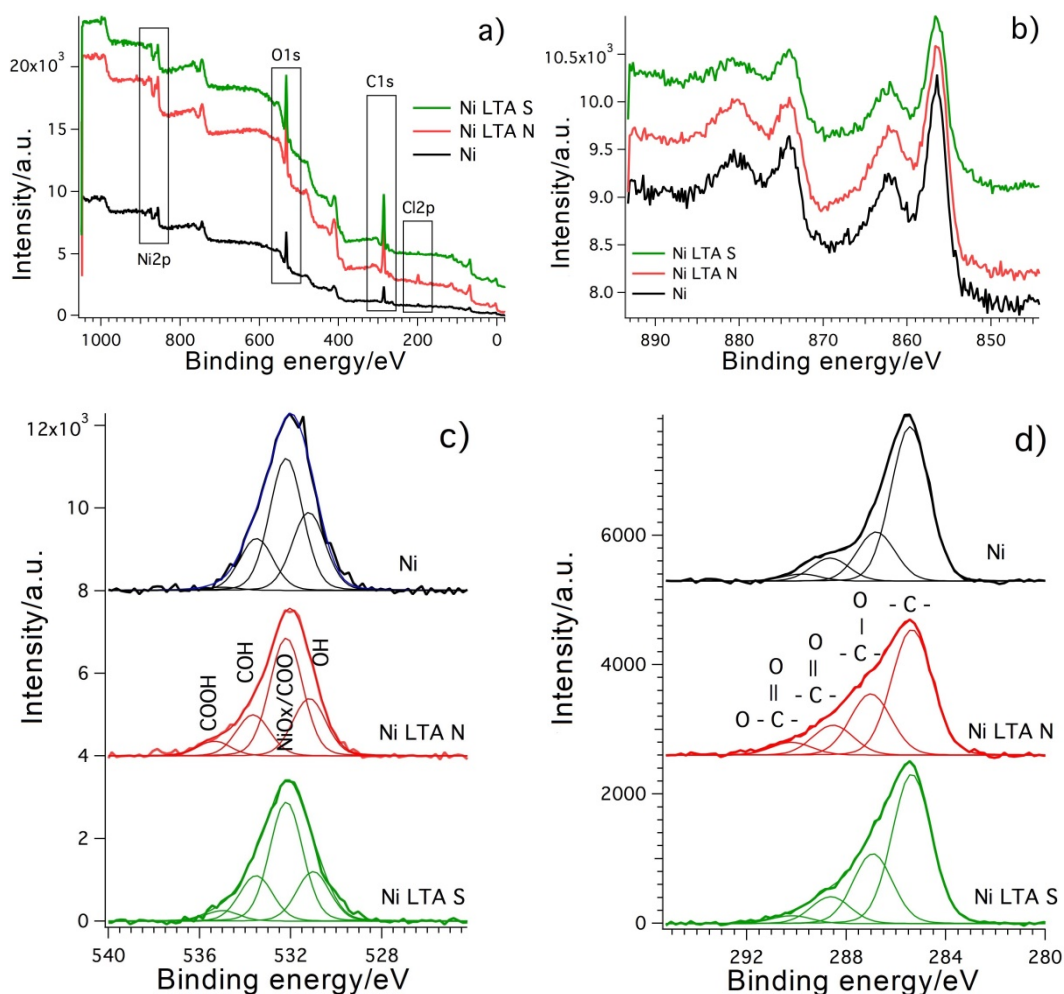 a)
20x10³
15
10
5
0
Intensity/a.u.
O1s
C1s
Cl2p
Ni2p
Ni LTA S
Ni LTA N
Ni
1000 800 600 400 200 0
Binding energy/eV
b)
10.5x10³
10.0
9.5
9.0
8.5
8.0
Intensity/a.u.
Ni LTA S
Ni LTA N
Ni
890 880 870 860 850
Binding energy/eV
c)
12x10³
10
8
6
4
2
0
Intensity/a.u.
Ni
COOH
COH
NiOx/COO
OH
Ni LTA N
Ni LTA S
540 536 532 528
Binding energy/eV
d)
6000
4000
2000
0
Intensity/a.u.
Ni
O
- C -
O
- C -
O
- C -
O - C -
Ni LTA N
Ni LTA S
292 288 284 280
Binding energy/eV